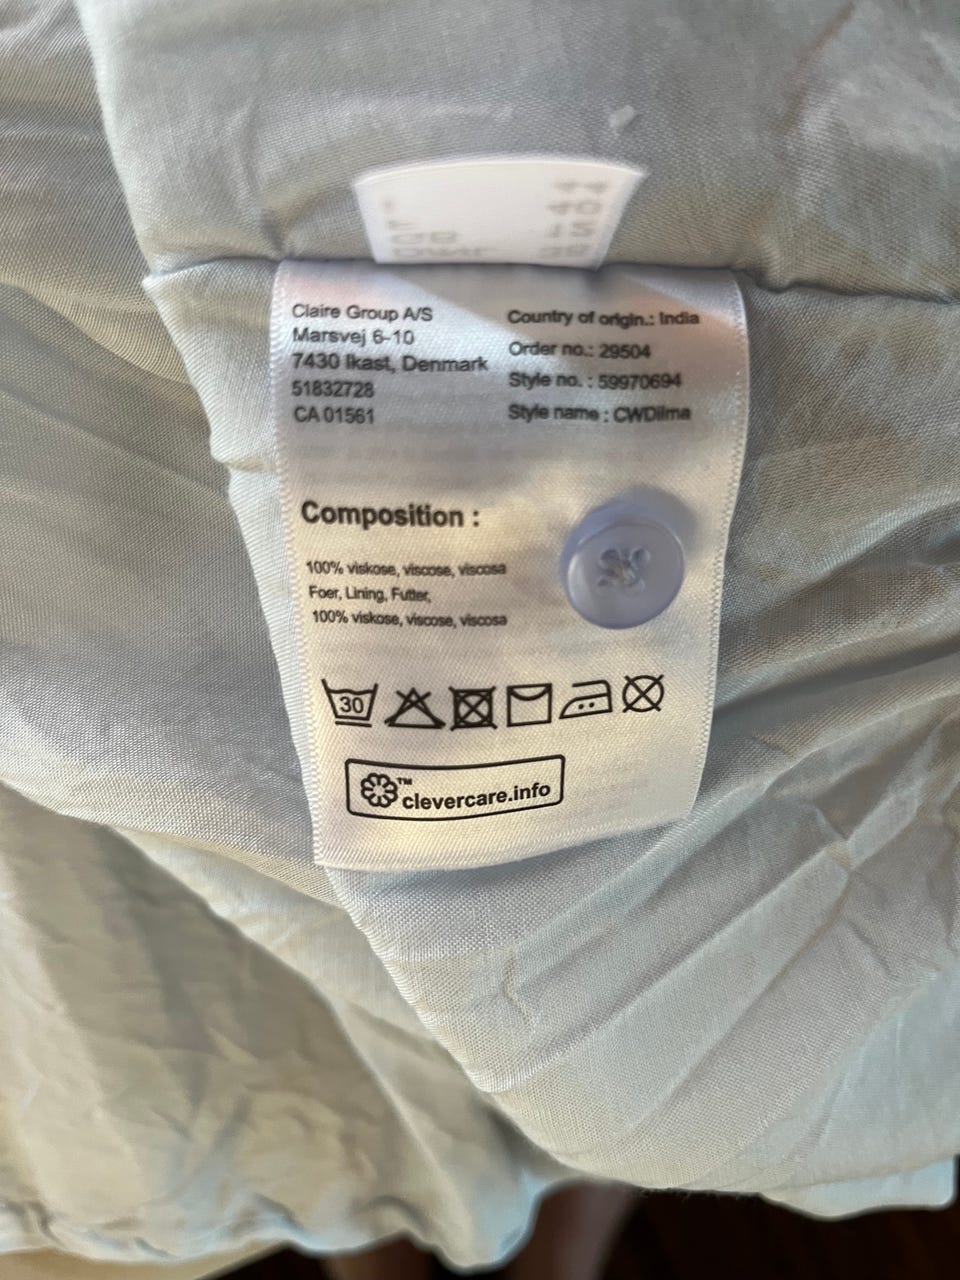 Claire Group A/S
Marsvej 6-10
7430 Ikast, Denmark
51832728
CA 01561
Country of origin.: India
Order no.: 29504
Style no. : 59970694
Style name : CWDilma
Composition :
100% viskose, viscose, viscosa
Foer, Lining, Futter,
100% viskose, viscose, viscosa
30
™ clevercare.info